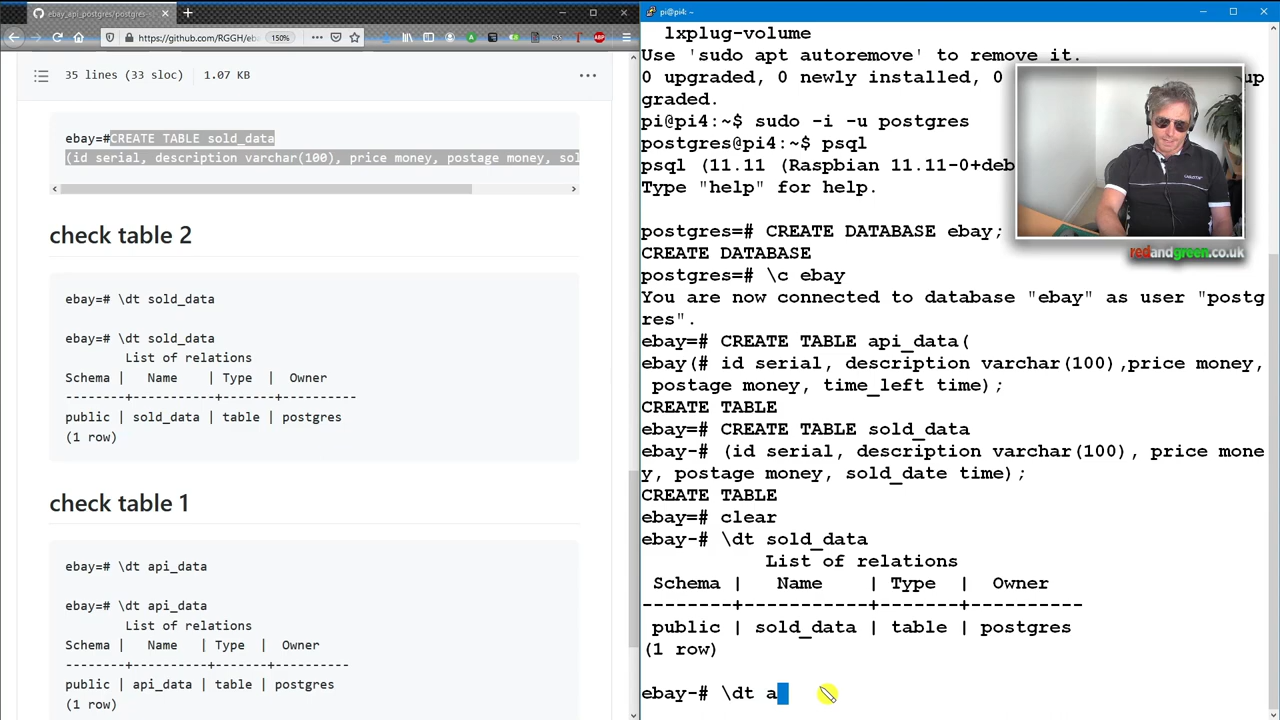 ebay_api_postgres/postgres-s
https://github.com/RGGH/eba
150%
35 lines (33 sloc) 1.07 KB
ebay=#CREATE TABLE sold_data
(id serial, description varchar(100), price money, postage money, sol
check table 2
ebay=# \dt sold_data
ebay=# \dt sold_data
List of relations
Schema | Name | Type | Owner
--------+-----------+-------+----------
public | sold_data | table | postgres
(1 row)
check table 1
ebay=# \dt api_data
ebay=# \dt api_data
List of relations
Schema | Name | Type | Owner
--------+----------+-------+----------
public | api_data | table | postgres
(1 row)
pi@pi4: ~
lxplug-volume
Use 'sudo apt autoremove' to remove it.
0 upgraded, 0 newly installed, 0 up
graded.
pi@pi4:~$ sudo -i -u postgres
postgres@pi4:~$ psql
psql (11.11 (Raspbian 11.11-0+deb
Type "help" for help.
postgres=# CREATE DATABASE ebay;
CREATE DATABASE
postgres=# \c ebay
You are now connected to database "ebay" as user "postg
res".
ebay=# CREATE TABLE api_data(
ebay(# id serial, description varchar(100),price money,
postage money, time_left time);
CREATE TABLE
ebay=# CREATE TABLE sold_data
ebay-# (id serial, description varchar(100), price mone
y, postage money, sold_date time);
CREATE TABLE
ebay=# clear
ebay-# \dt sold_data
List of relations
Schema | Name | Type | Owner
--------+-----------+-------+----------
public | sold_data | table | postgres
(1 row)
ebay-# \dt a
redandgreen.co.uk